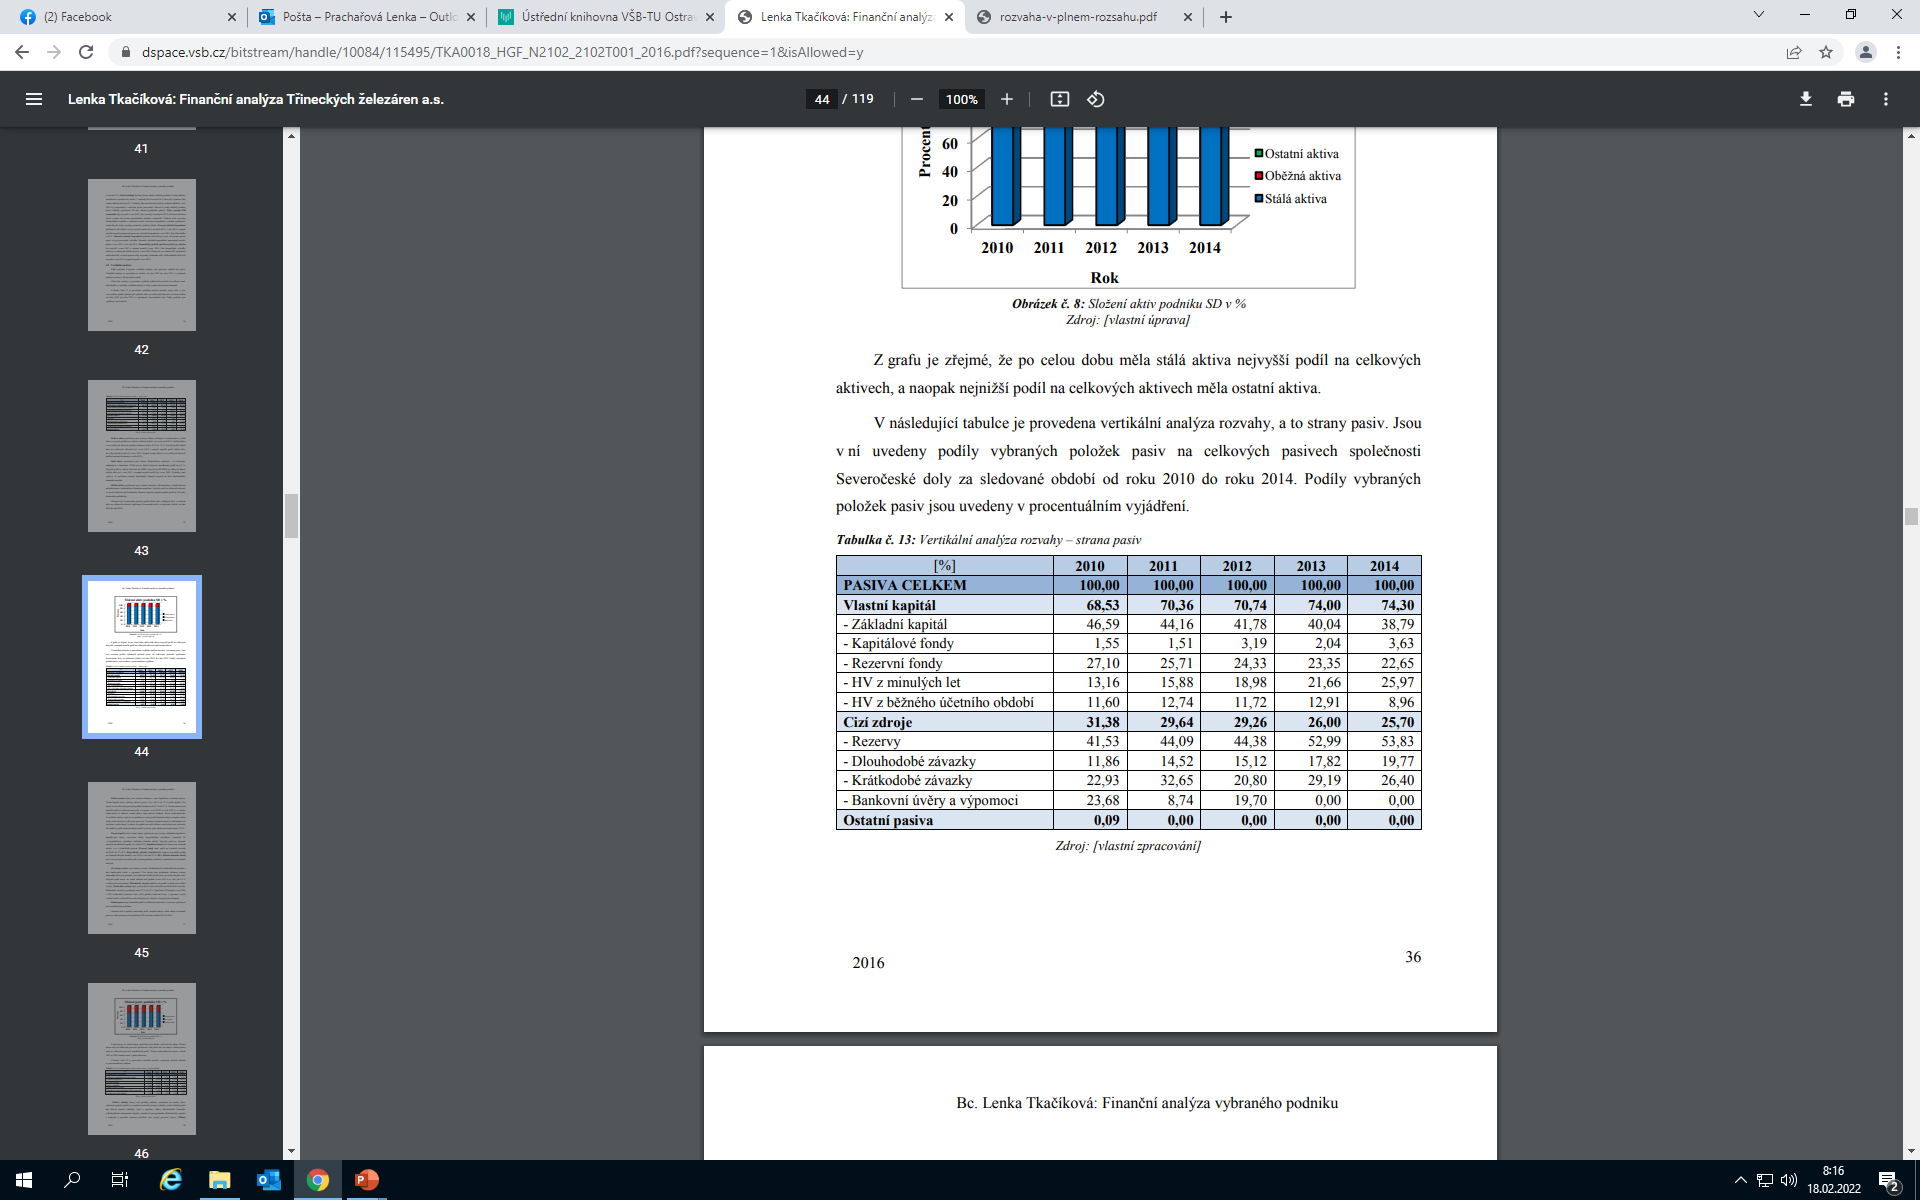 (2) Facebook
Pošta – Prachařová Lenka – Outlo
Ústřední knihovna VŠB-TU Ostrav
Lenka Tkačíková: Finanční analýza
rozvaha-v-plnem-rozsahu.pdf
dspace.vsb.cz/bitstream/handle/10084/115495/TKA0018_HGF_N2102_2102T001_2016.pdf?sequence=1&isAllowed=y
Lenka Tkačíková: Finanční analýza Třineckých železáren a.s.
44 / 119
100%
41
42
43
44
45
46
Procent
60
40
20
0
2010 2011 2012 2013 2014
Rok
Ostatní aktiva
Oběžná aktiva
Stálá aktiva
Obrázek č. 8: Složení aktiv podniku SD v %
Zdroj: [vlastní úprava]
Z grafu je zřejmé, že po celou dobu měla stálá aktiva nejvyšší podíl na celkových
aktivech, a naopak nejnižší podíl na celkových aktivech měla ostatní aktiva.
V následující tabulce je provedena vertikální analýza rozvahy, a to strany pasiv. Jsou
v ní uvedeny podíly vybraných položek pasiv na celkových pasivech společnosti
Severočeské doly za sledované období od roku 2010 do roku 2014. Podíly vybraných
položek pasiv jsou uvedeny v procentuálním vyjádření.
Tabulka č. 13: Vertikální analýza rozvahy – strana pasiv
[%] 2010 2011 2012 2013 2014
PASIVA CELKEM 100,00 100,00 100,00 100,00 100,00
Vlastní kapitál 68,53 70,36 70,74 74,00 74,30
- Základní kapitál 46,59 44,16 41,78 40,04 38,79
- Kapitálové fondy 1,55 1,51 3,19 2,04 3,63
- Rezervní fondy 27,10 25,71 24,33 23,35 22,65
- HV z minulých let 13,16 15,88 18,98 21,66 25,97
- HV z běžného účetního období 11,60 12,74 11,72 12,91 8,96
Cizí zdroje 31,38 29,64 29,26 26,00 25,70
- Rezervy 41,53 44,09 44,38 52,99 53,83
- Dlouhodobé závazky 11,86 14,52 15,12 17,82 19,77
- Krátkodobé závazky 22,93 32,65 20,80 29,19 26,40
- Bankovní úvěry a výpomoci 23,68 8,74 19,70 0,00 0,00
Ostatní pasiva 0,09 0,00 0,00 0,00 0,00
Zdroj: [vlastní zpracování]
2016
36
Bc. Lenka Tkačíková: Finanční analýza vybraného podniku
8:16
18.02.2022
2